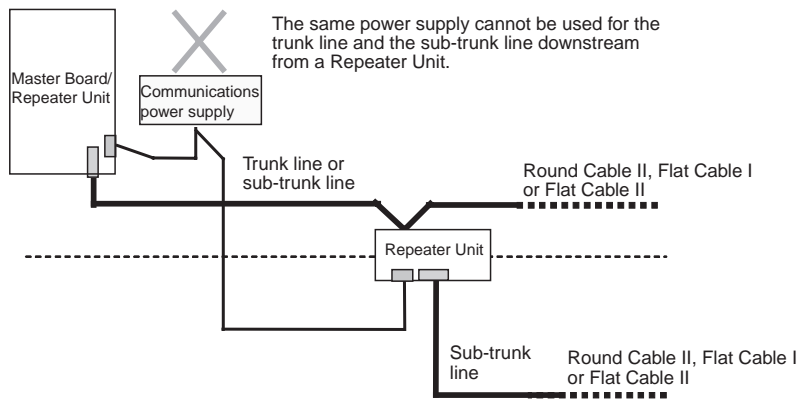 The same power supply cannot be used for the
trunk line and the sub-trunk line downstream
from a Repeater Unit.
Master Board/
Repeater Unit
Communications
power supply
Trunk line or
sub-trunk line
Round Cable II, Flat Cable I
or Flat Cable II
Repeater Unit
Sub-trunk
line
Round Cable II, Flat Cable I
or Flat Cable II